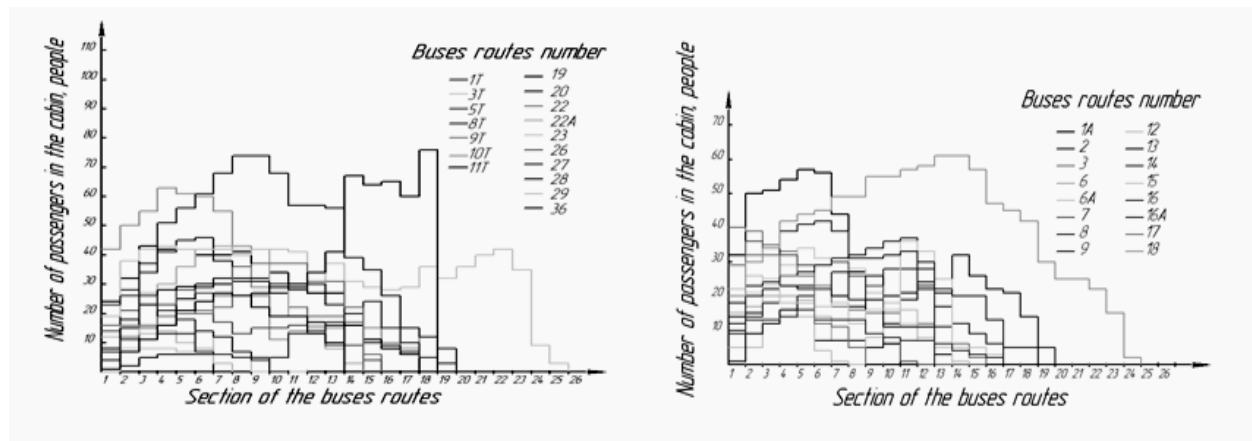 Number of passengers in the cabin, people
110
100
90
80
70
60
50
40
30
20
10
Buses routes number
1T 19
3T 20
5T 22
8T 22A
9T 23
10T 26
11T 27
28
29
36
1 2 3 4 5 6 7 8 9 10 11 12 13 14 15 16 17 18 19 20 21 22 23 24 25 26
Section of the buses routes
Number of passengers in the cabin, people
70
60
50
40
30
20
10
Buses routes number
1A 12
2 13
3 14
6 15
6A 16
7 16A
8 17
9 18
1 2 3 4 5 6 7 8 9 10 11 12 13 14 15 16 17 18 19 20 21 22 23 24 25 26
Section of the buses routes